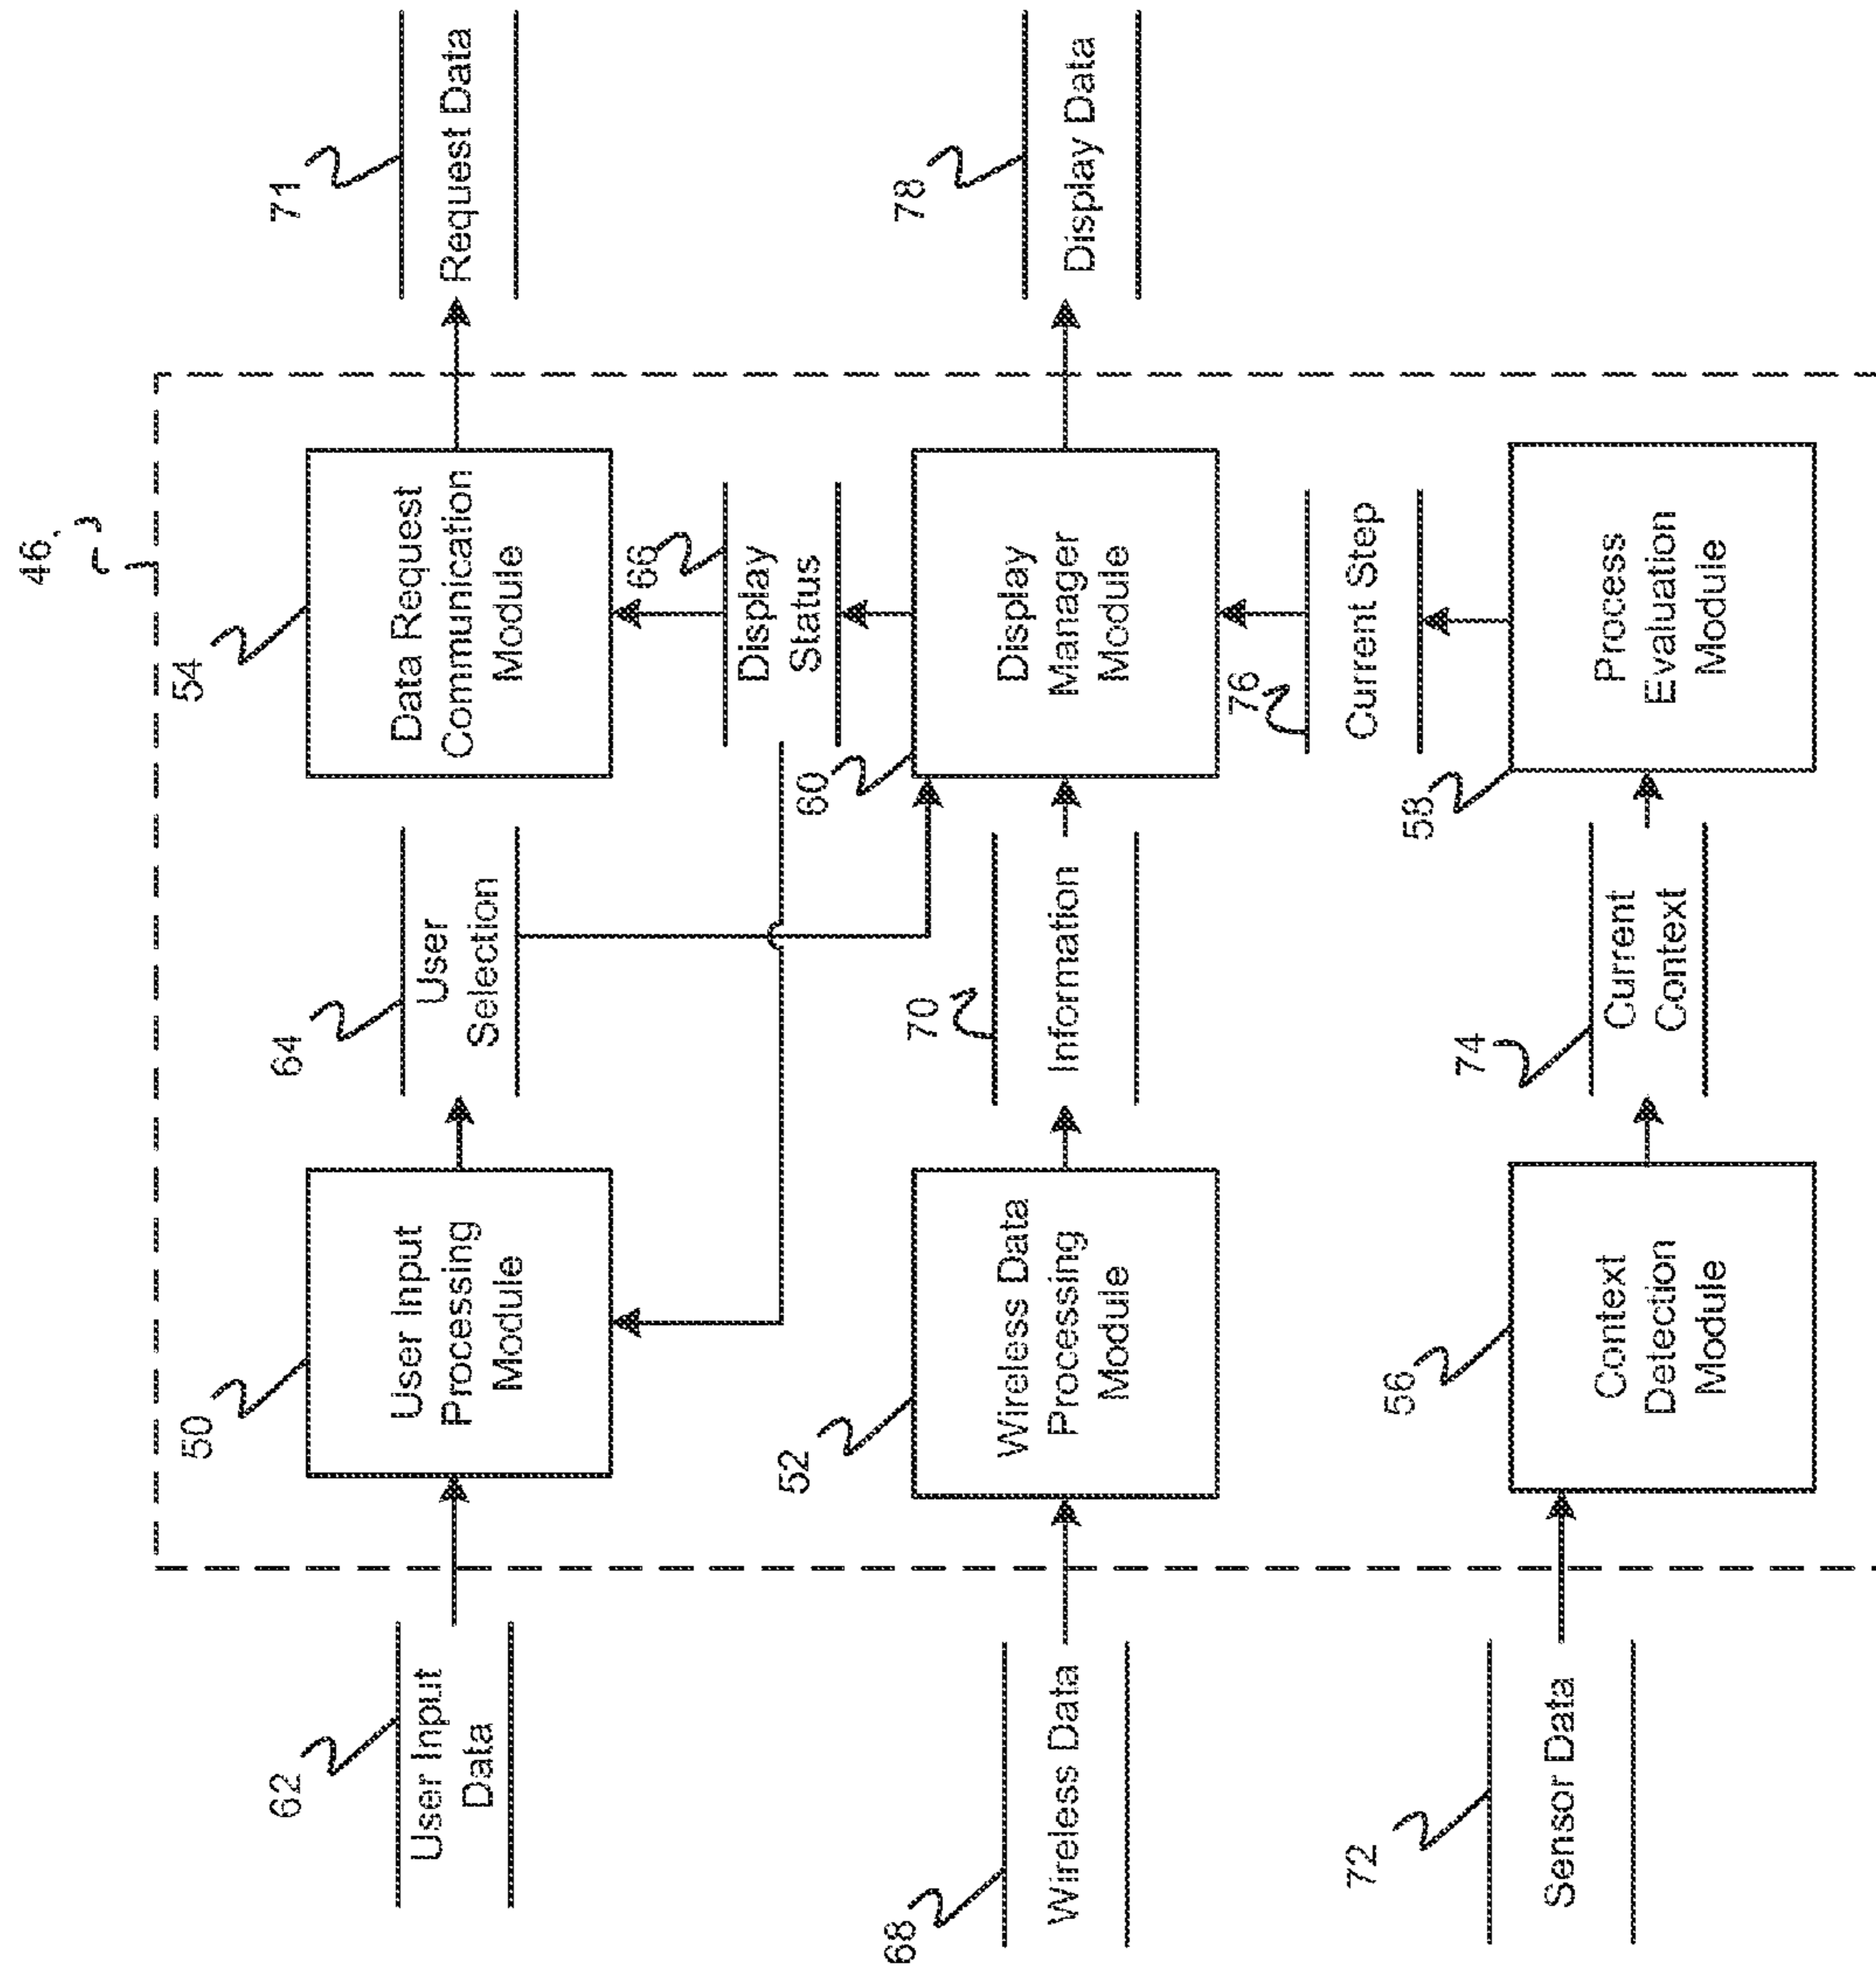 46
62
User Input
Data
50
User Input
Processing
Module
64
User
Selection
54
Data Request
Communication
Module
71
Request Data
66
Display
Status
68
Wireless Data
52
Wireless Data
Processing
Module
70
Information
60
Display
Manager
Module
78
Display Data
76
Current Step
72
Sensor Data
56
Context
Detection
Module
74
Current
Context
58
Process
Evaluation
Module